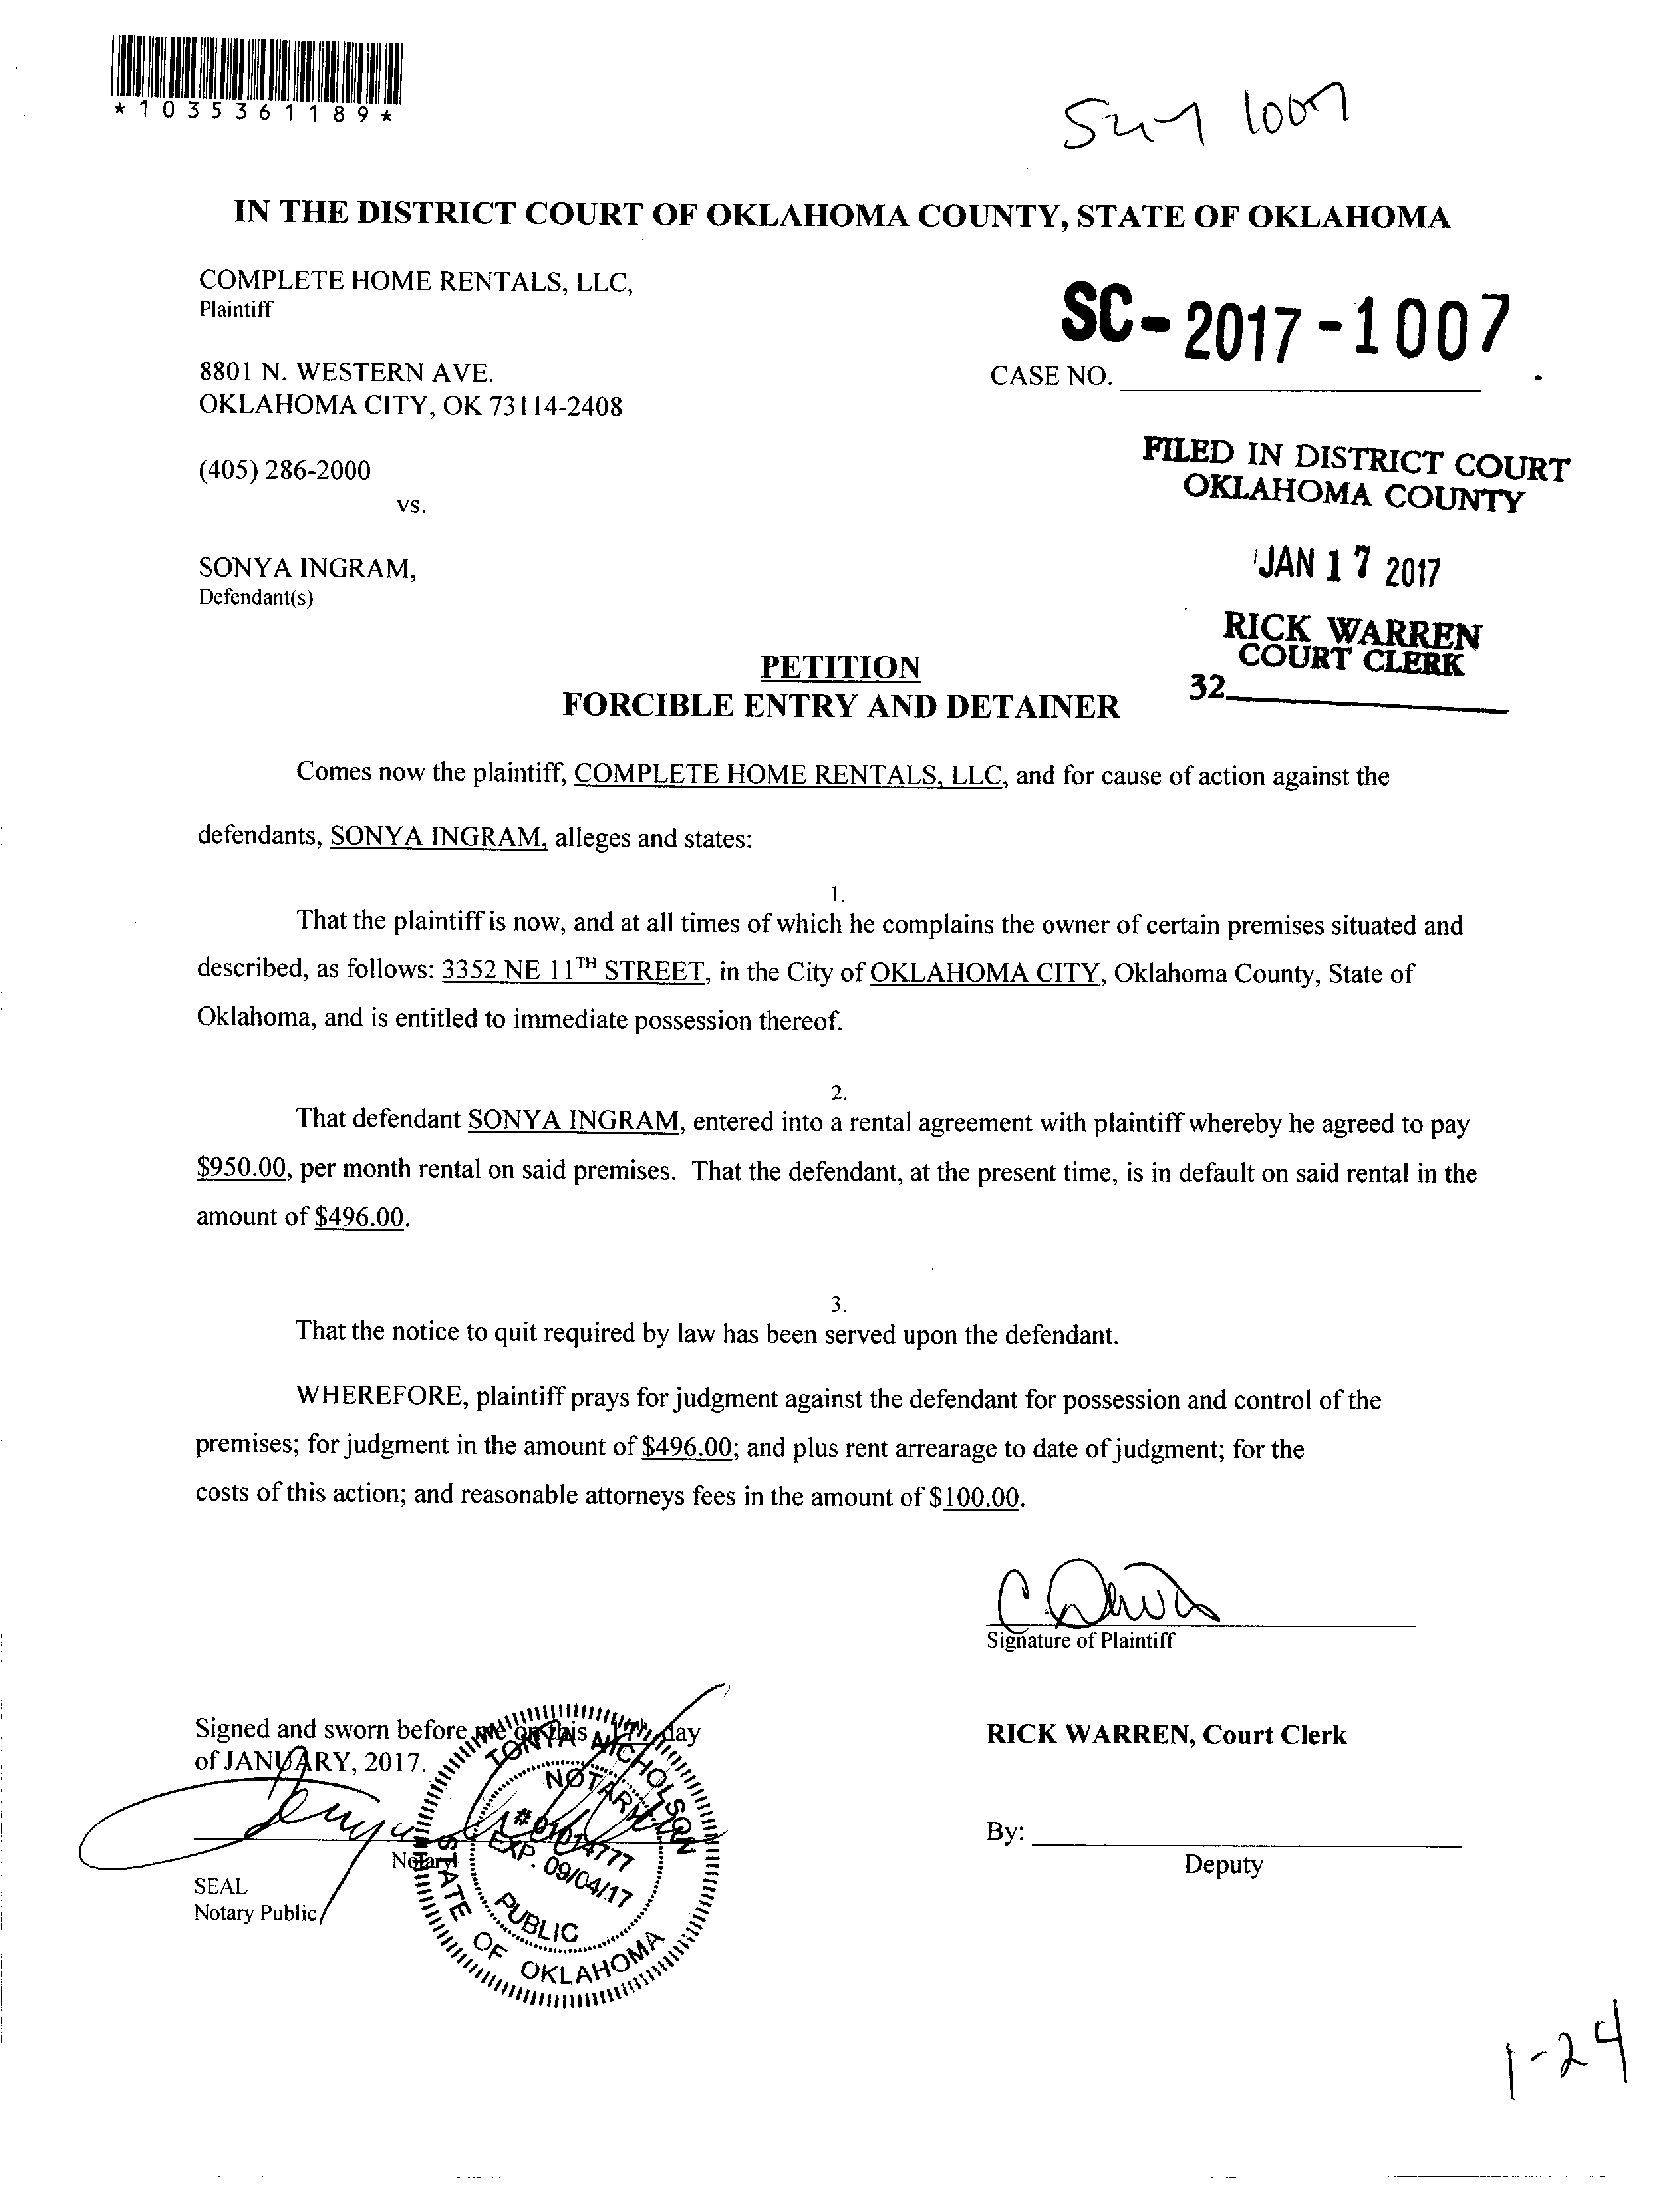 *1035361189*
1007
IN THE DISTRICT COURT OF OKLAHOMA COUNTY, STATE OF OKLAHOMA
COMPLETE HOME RENTALS, LLC,
Plaintiff
SC-2017-1007
8801 N. WESTERN AVE.
CASE NO.
OKLAHOMA CITY, OK 73114-2408
FILED IN DISTRICT COURT
OKLAHOMA COUNTY
(405) 286-2000
vs.
JAN 17 2017
SONYA INGRAM,
Defendant(s)
RICK WARREN
COURT CLERK
32
PETITION
FORCIBLE ENTRY AND DETAINER
Comes now the plaintiff, COMPLETE HOME RENTALS, LLC, and for cause of action against the
defendants, SONYA INGRAM, alleges and states:
1.
That the plaintiff is now, and at all times of which he complains the owner of certain premises situated and
described, as follows: 3352 NE 11TH STREET, in the City of OKLAHOMA CITY, Oklahoma County, State of
Oklahoma, and is entitled to immediate possession thereof.
2.
That defendant SONYA INGRAM, entered into a rental agreement with plaintiff whereby he agreed to pay
$950.00, per month rental on said premises. That the defendant, at the present time, is in default on said rental in the
amount of $496.00.
3.
That the notice to quit required by law has been served upon the defendant.
WHEREFORE, plaintiff prays for judgment against the defendant for possession and control of the
premises; for judgment in the amount of $496.00; and plus rent arrearage to date of judgment; for the
costs of this action; and reasonable attorneys fees in the amount of $100.00.
Signature of Plaintiff
Signed and sworn before me on this 17th day
of JANUARY, 2017.
RICK WARREN, Court Clerk
TONYA NICHOLSON
NOTARY
# 01014777
EXP. 09/04/17
PUBLIC
STATE OF OKLAHOMA
Notary
By:
Deputy
SEAL
Notary Public
1-24